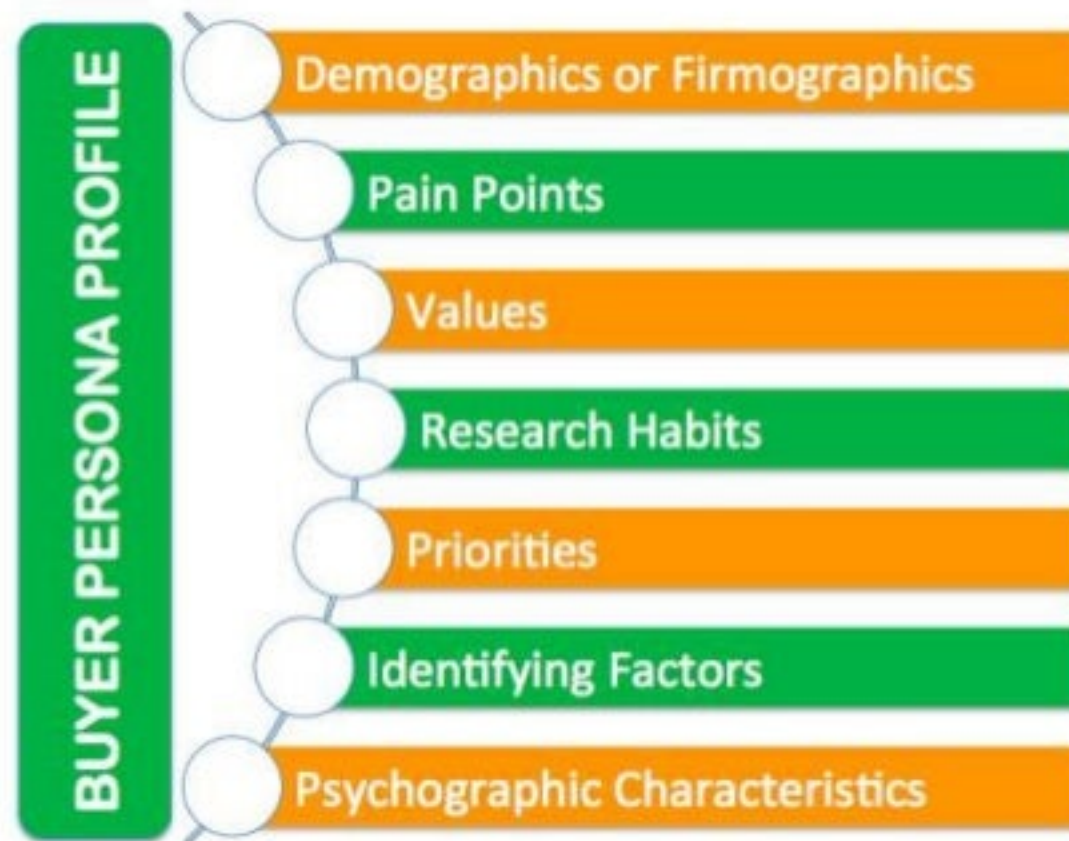 BUYER PERSONA PROFILE
Demographics or Firmographics
Pain Points
Values
Research Habits
Priorities
Identifying Factors
Psychographic Characteristics